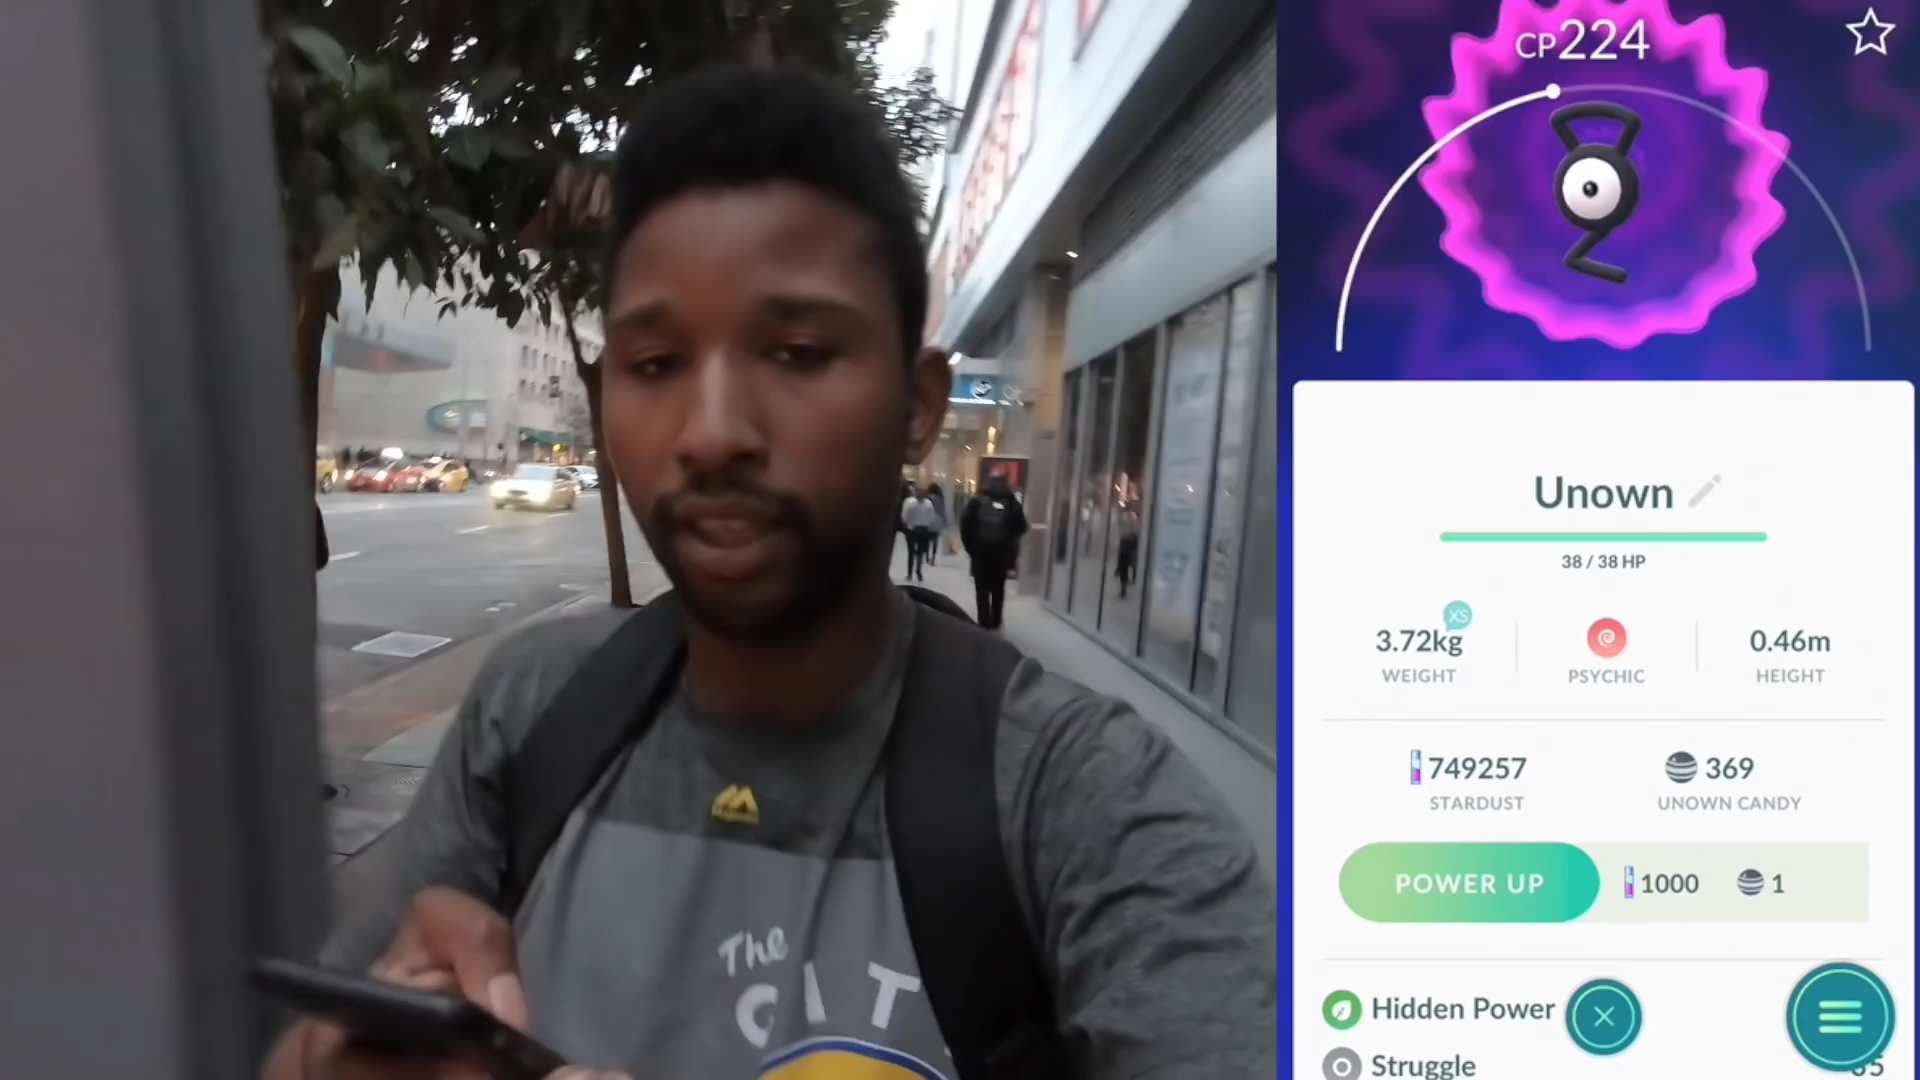 The
CIT
CP224
Unown
38 / 38 HP
XS
3.72kg
WEIGHT
PSYCHIC
0.46m
HEIGHT
749257
STARDUST
369
UNOWN CANDY
POWER UP
1000
1
Hidden Power
Struggle